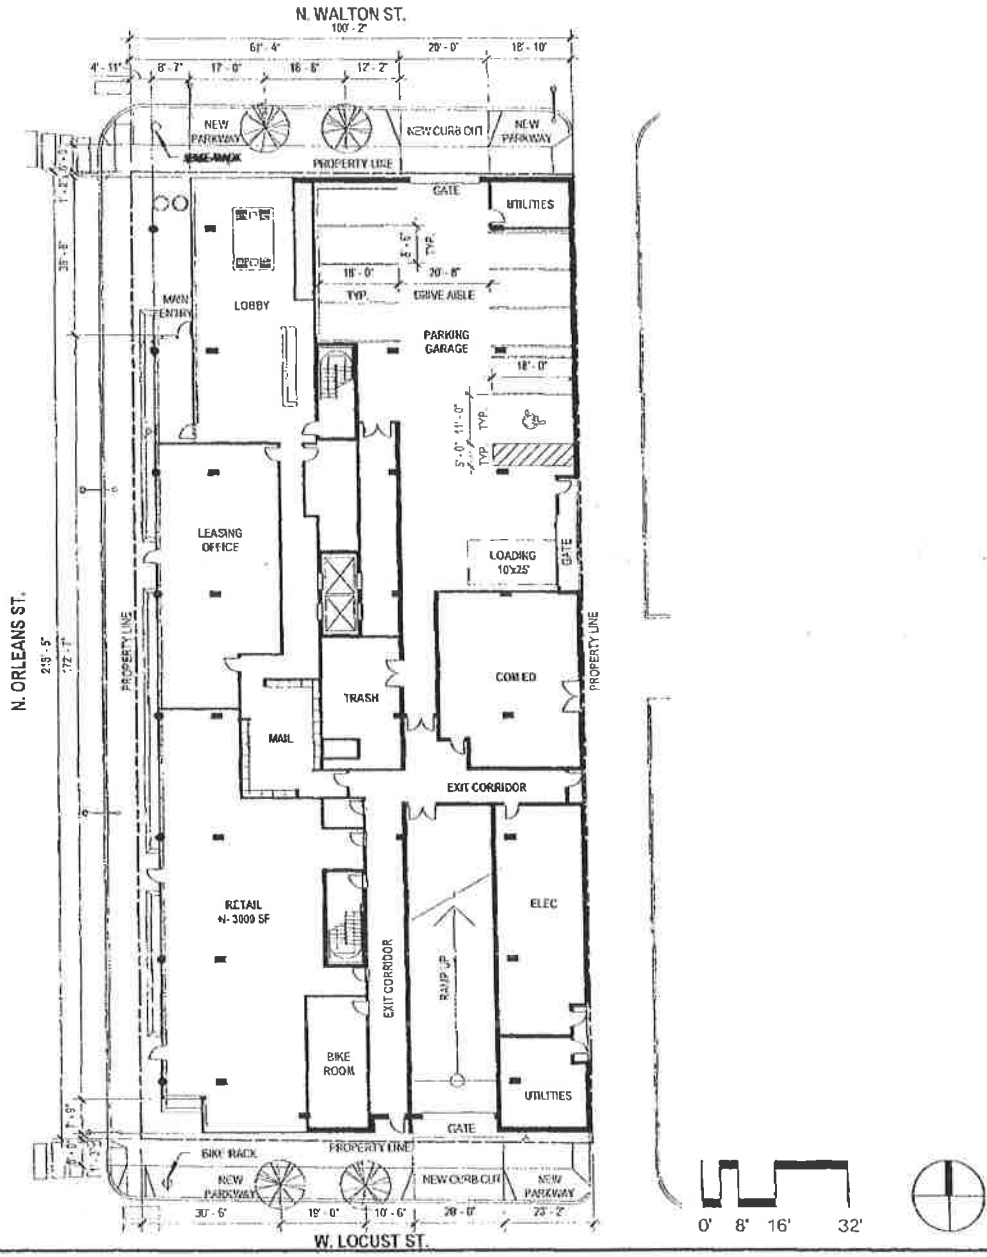 N. WALTON ST.
100' - 2"
61' - 4"
20' - 0"
18' - 10"
4' - 11"
8' - 7"
17' - 0"
16' - 6"
12' - 2"
NEW
PARKWAY
NEW CURB CUT
NEW
PARKWAY
PROPERTY LINE
GATE
UTILITIES
8' - 6"
TYP.
18' - 0"
20' - 8"
TYP.
DRIVE AISLE
MAIN
ENTRY
LOBBY
PARKING
GARAGE
18' - 0"
11' - 0"
TYP.
5' - 0"
TYP.
LEASING
OFFICE
LOADING
10'x25'
GATE
N. ORLEANS ST.
172' - 7"
PROPERTY LINE
PROPERTY LINE
TRASH
COM ED
MAIL
EXIT CORRIDOR
RETAIL
+/- 3000 SF
ELEC
EXIT CORRIDOR
RAMP UP
BIKE
ROOM
UTILITIES
GATE
PROPERTY LINE
BIKE RACK
NEW
PARKWAY
NEW CURB CUT
NEW
PARKWAY
30' - 6"
19' - 0"
10' - 6"
28' - 0"
23' - 2"
W. LOCUST ST.
0' 8' 16' 32'